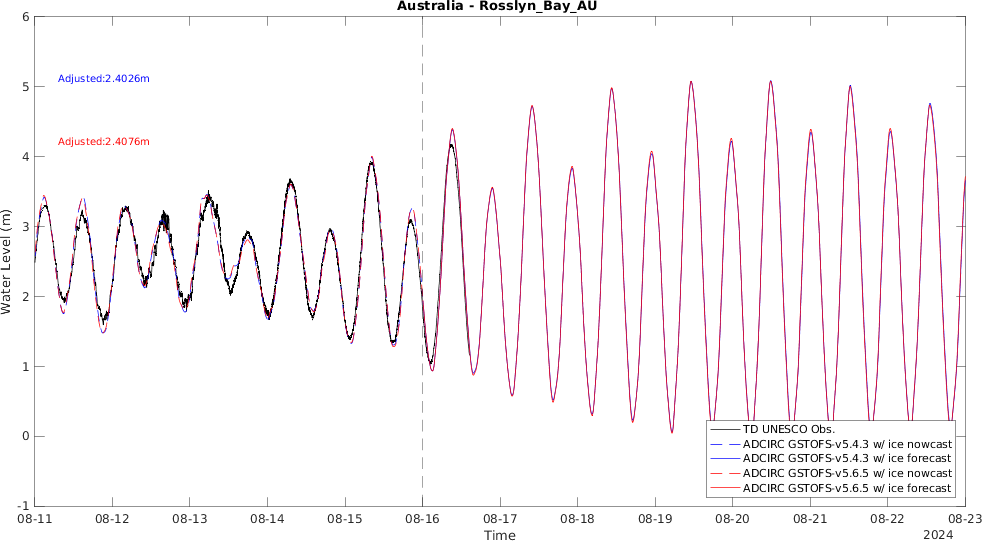 Australia - Rosslyn_Bay_AU
6
5
4
3
2
1
0
-1
Water Level (m)
Adjusted:2.4026m
Adjusted:2.4076m
TD UNESCO Obs.
ADCIRC GSTOFS-v5.4.3 w/ ice nowcast
ADCIRC GSTOFS-v5.4.3 w/ ice forecast
ADCIRC GSTOFS-v5.6.5 w/ ice nowcast
ADCIRC GSTOFS-v5.6.5 w/ ice forecast
08-11 08-12 08-13 08-14 08-15 08-16 08-17 08-18 08-19 08-20 08-21 08-22 08-23
Time
2024